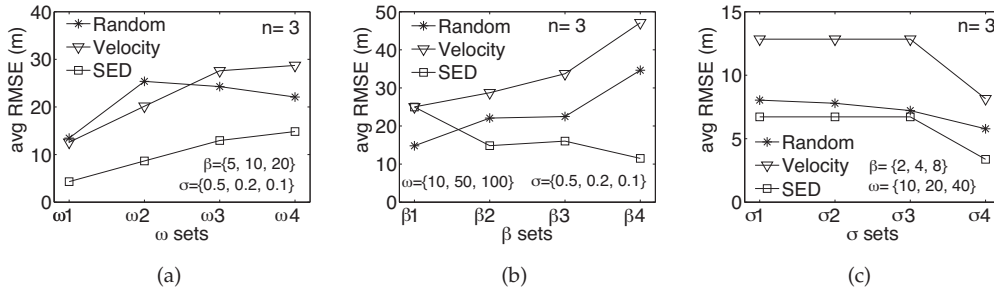 avg RMSE (m)
40
30
20
10
0
Random
Velocity
SED
n= 3
β={5, 10, 20}
σ={0.5, 0.2, 0.1}
ω1 ω2 ω3 ω4
ω sets
(a)
avg RMSE (m)
50
40
30
20
10
0
Random
Velocity
SED
n= 3
ω={10, 50, 100} σ={0.5, 0.2, 0.1}
β1 β2 β3 β4
β sets
(b)
avg RMSE (m)
15
10
5
0
n= 3
Random
Velocity
SED
β= {2, 4, 8}
ω= {10, 20, 40}
σ1 σ2 σ3 σ4
σ sets
(c)